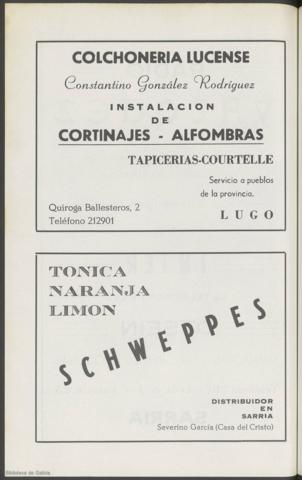 COLCHONERIA LUCENSE
Constantino González Rodríguez
INSTALACION
DE
CORTINAJES - ALFOMBRAS
TAPICERIAS-COURTELLE
Servicio a pueblos
de la provincia.
Quiroga Ballesteros, 2
Teléfono 212901
LUGO
TONICA
NARANJA
LIMON
SCHWEPPES
DISTRIBUIDOR
EN
SARRIA
Severino García (Casa del Cristo)
Biblioteca de Galicia